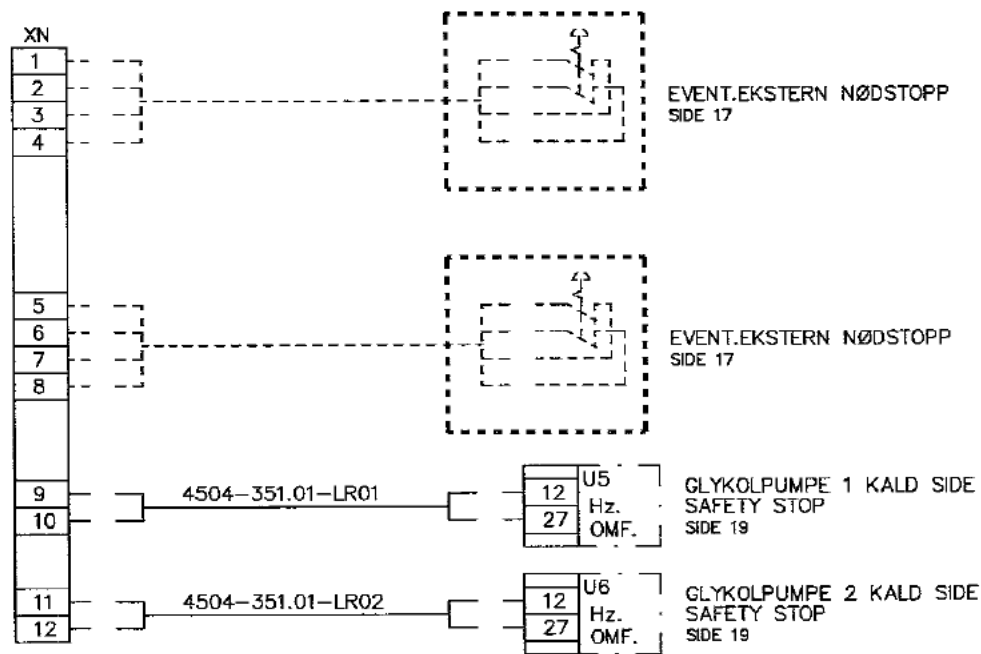 XN
1
2
3
4
EVENT.EKSTERN NØDSTOPP
SIDE 17
5
6
7
8
EVENT.EKSTERN NØDSTOPP
SIDE 17
9
10
4504-351.01-LR01
12
27
U5
Hz.
OMF.
GLYKOLPUMPE 1 KALD SIDE
SAFETY STOP
SIDE 19
11
12
4504-351.01-LR02
12
27
U6
Hz.
OMF.
GLYKOLPUMPE 2 KALD SIDE
SAFETY STOP
SIDE 19